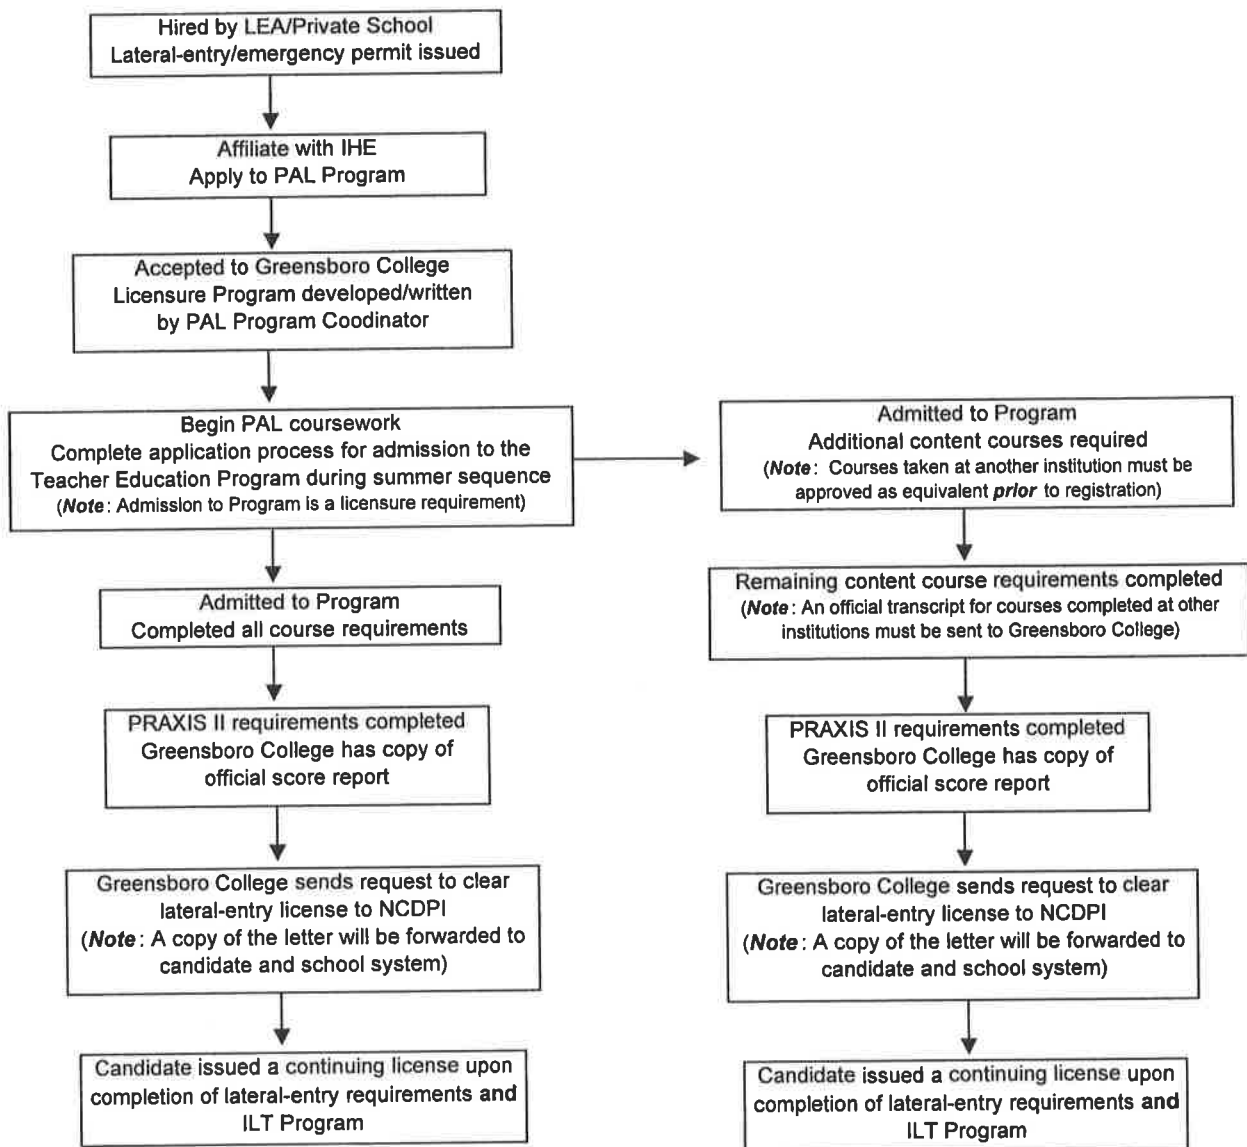 Hired by LEA/Private School
Lateral-entry/emergency permit issued
Affiliate with IHE
Apply to PAL Program
Accepted to Greensboro College
Licensure Program developed/written
by PAL Program Coodinator
Begin PAL coursework
Complete application process for admission to the
Teacher Education Program during summer sequence
(Note: Admission to Program is a licensure requirement)
Admitted to Program
Completed all course requirements
PRAXIS II requirements completed
Greensboro College has copy of
official score report
Greensboro College sends request to clear
lateral-entry license to NCDPI
(Note: A copy of the letter will be forwarded to
candidate and school system)
Candidate issued a continuing license upon
completion of lateral-entry requirements and
ILT Program
Admitted to Program
Additional content courses required
(Note: Courses taken at another institution must be
approved as equivalent prior to registration)
Remaining content course requirements completed
(Note: An official transcript for courses completed at other
institutions must be sent to Greensboro College)
PRAXIS II requirements completed
Greensboro College has copy of
official score report
Greensboro College sends request to clear
lateral-entry license to NCDPI
(Note: A copy of the letter will be forwarded to
candidate and school system)
Candidate issued a continuing license upon
completion of lateral-entry requirements and
ILT Program